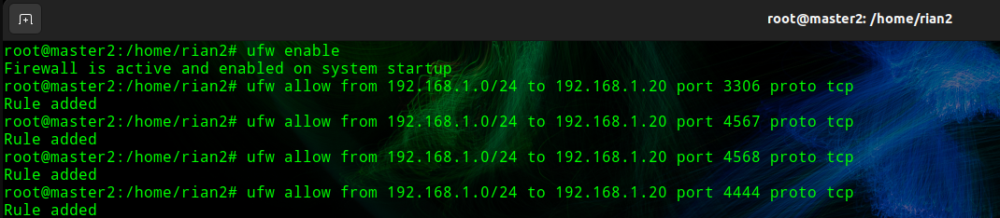 root@master2: /home/rian2
root@master2:/home/rian2# ufw enable
Firewall is active and enabled on system startup
root@master2:/home/rian2# ufw allow from 192.168.1.0/24 to 192.168.1.20 port 3306 proto tcp
Rule added
root@master2:/home/rian2# ufw allow from 192.168.1.0/24 to 192.168.1.20 port 4567 proto tcp
Rule added
root@master2:/home/rian2# ufw allow from 192.168.1.0/24 to 192.168.1.20 port 4568 proto tcp
Rule added
root@master2:/home/rian2# ufw allow from 192.168.1.0/24 to 192.168.1.20 port 4444 proto tcp
Rule added